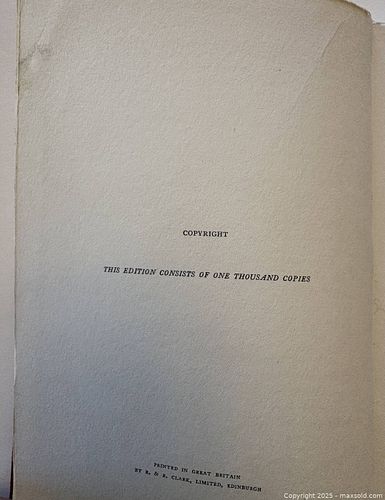 COPYRIGHT
THIS EDITION CONSISTS OF ONE THOUSAND COPIES
PRINTED IN GREAT BRITAIN
BY R. & R. CLARK, LIMITED, EDINBURGH
Copyright 2025 - maxsold.com